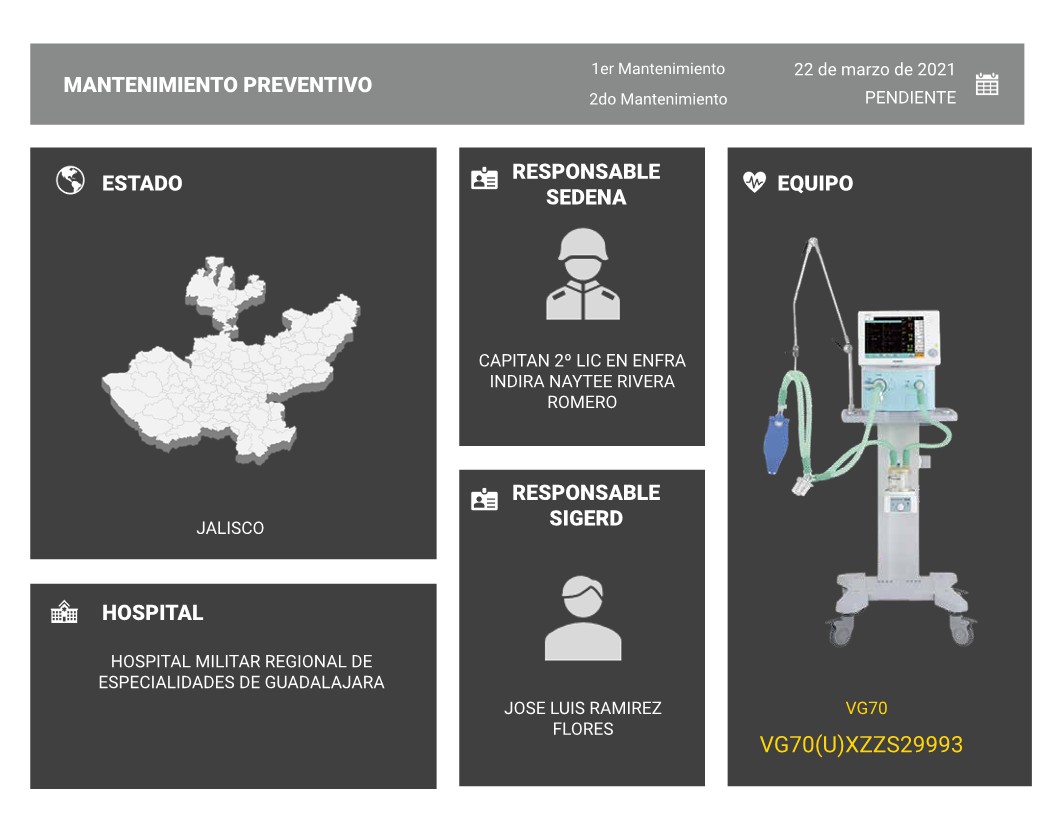 MANTENIMIENTO PREVENTIVO
1er Mantenimiento
22 de marzo de 2021
2do Mantenimiento
PENDIENTE
ESTADO
JALISCO
HOSPITAL
HOSPITAL MILITAR REGIONAL DE
ESPECIALIDADES DE GUADALAJARA
RESPONSABLE
SEDENA
CAPITAN 2º LIC EN ENFRA
INDIRA NAYTEE RIVERA
ROMERO
RESPONSABLE
SIGERD
JOSE LUIS RAMIREZ
FLORES
EQUIPO
VG70
VG70(U)XZZS29993